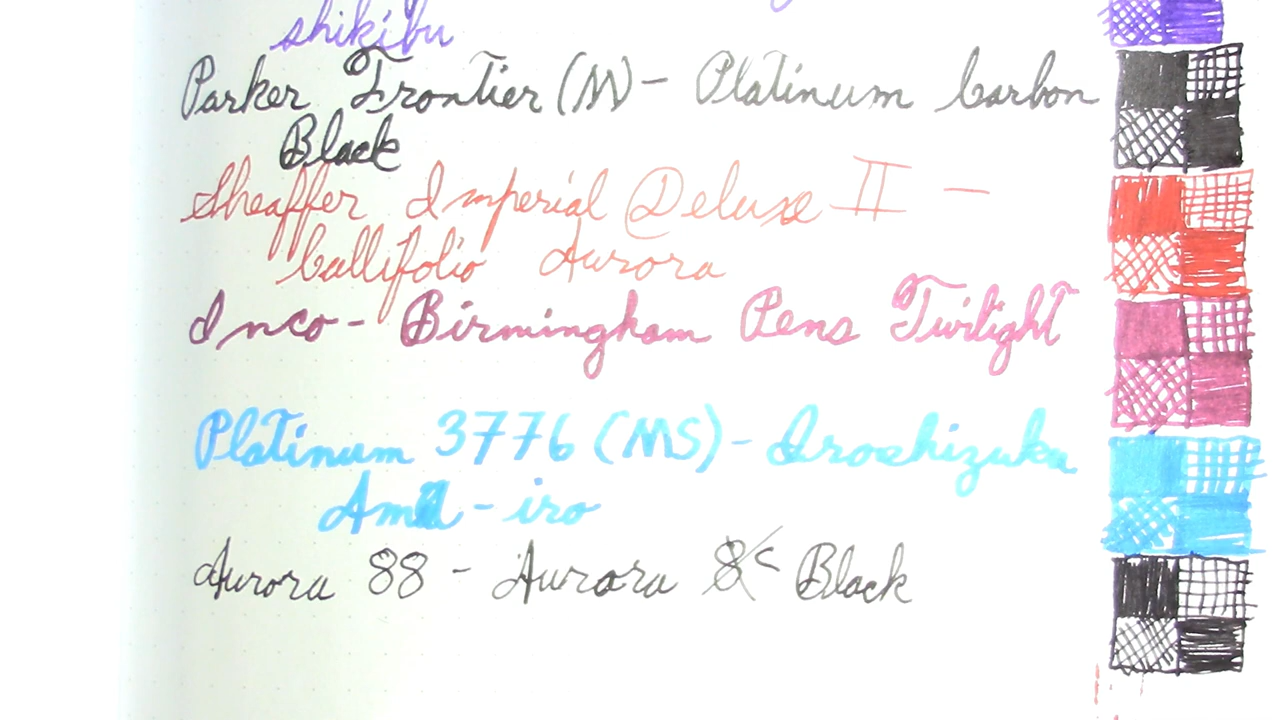 shikibu
Parker Frontier (M) - Platinum Carbon
Black
Sheaffer Imperial Deluxe II -
Callifolio Aurora
Inco - Birmingham Pens Twilight
Platinum 3776 (MS) - Iroshizuku
Ama-iro
Aurora 88 - Aurora Black